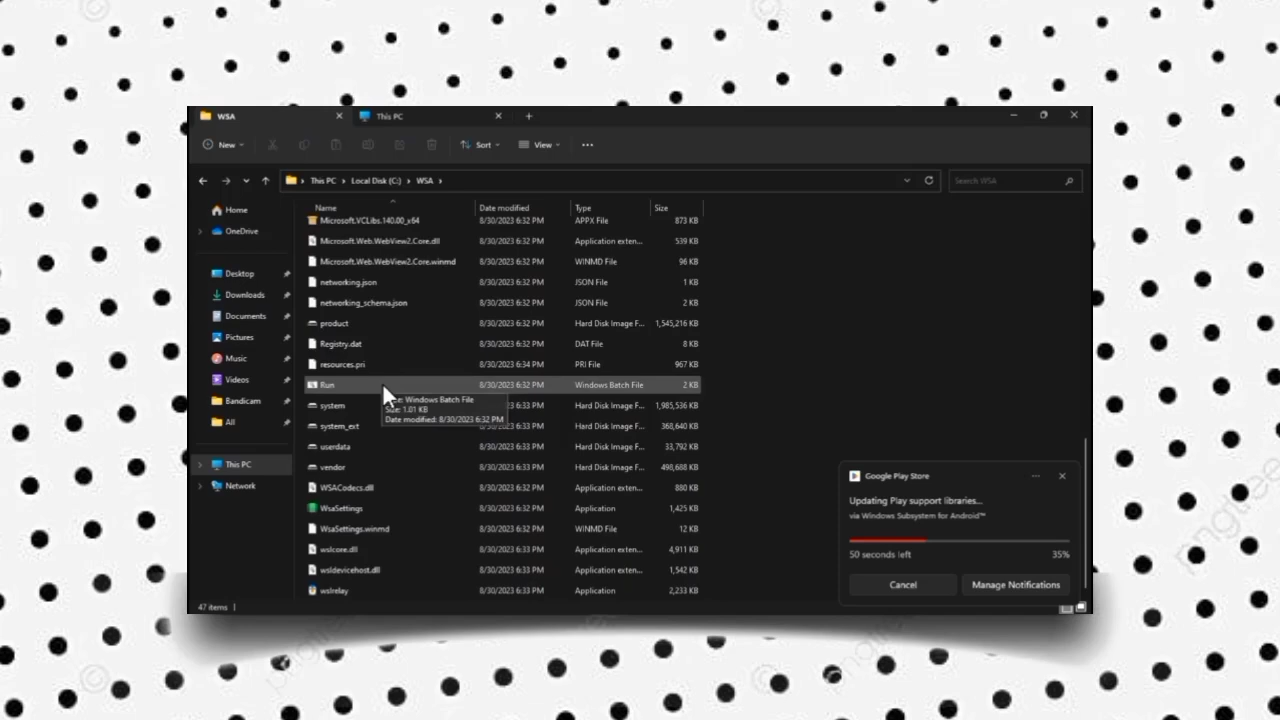 WSA
This PC
New
Sort
View
This PC > Local Disk (C:) > WSA >
Search WSA
Home
OneDrive
Desktop
Downloads
Documents
Pictures
Music
Videos
Bandicam
All
This PC
Network
Name Date modified Type Size
Microsoft.VCLibs.140.00_x64 8/30/2023 6:32 PM APPX File 873 KB
Microsoft.Web.WebView2.Core.dll 8/30/2023 6:32 PM Application exten... 539 KB
Microsoft.Web.WebView2.Core.winmd 8/30/2023 6:32 PM WINMD File 96 KB
networking.json 8/30/2023 6:32 PM JSON File 1 KB
networking_schema.json 8/30/2023 6:32 PM JSON File 2 KB
product 8/30/2023 6:32 PM Hard Disk Image F... 1,545,216 KB
Registry.dat 8/30/2023 6:32 PM DAT File 8 KB
resources.pri 8/30/2023 6:34 PM PRI File 967 KB
Run 8/30/2023 6:32 PM Windows Batch File 2 KB
system 6:33 PM Hard Disk Image F... 1,985,536 KB
system_ext 6:33 PM Hard Disk Image F... 368,640 KB
userdata 8/30/2023 6:32 PM Hard Disk Image F... 33,792 KB
vendor 8/30/2023 6:33 PM Hard Disk Image F... 498,688 KB
WSACodecs.dll 8/30/2023 6:33 PM Application exten... 880 KB
WsaSettings 8/30/2023 6:33 PM Application 1,425 KB
WsaSettings.winmd 8/30/2023 6:33 PM WINMD File 12 KB
wslcore.dll 8/30/2023 6:33 PM Application exten... 4,911 KB
wsldevicehost.dll 8/30/2023 6:33 PM Application exten... 1,542 KB
wslrelay 8/30/2023 6:33 PM Application 2,233 KB
Windows Batch File
Size: 1.01 KB
Date modified: 8/30/2023 6:32 PM
Google Play Store
Updating Play support libraries...
via Windows Subsystem for Android™
50 seconds left 35%
Cancel Manage Notifications
47 items
pngtree